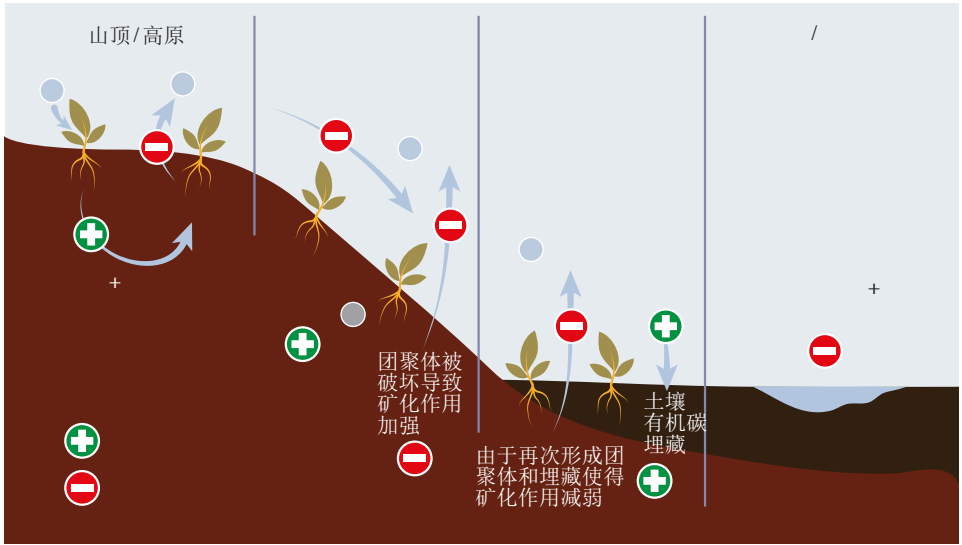 山顶/高原
/
+
+
团聚体被
破坏导致
矿化作用
加强
土壤
有机碳
埋藏
由于再次形成团
聚体和埋藏使得
矿化作用减弱